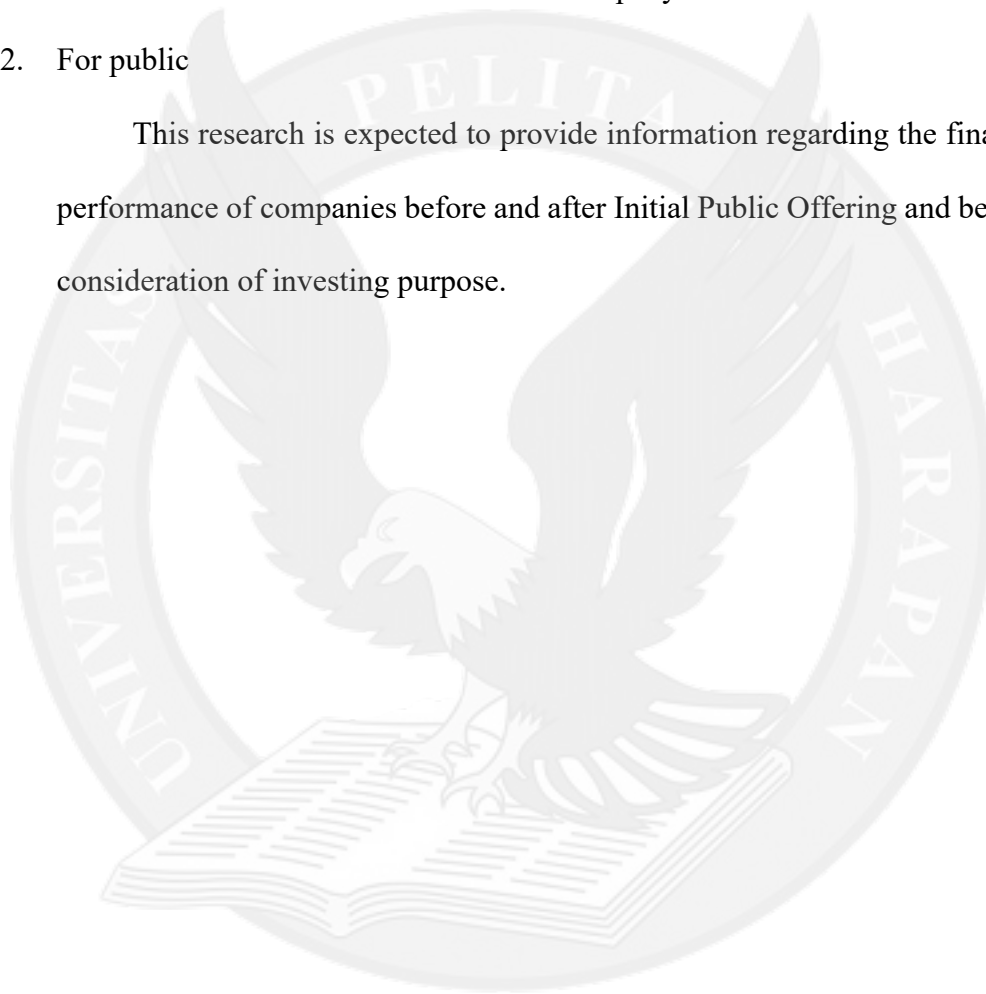 2. For public
This research is expected to provide information regarding the fina
performance of companies before and after Initial Public Offering and be
consideration of investing purpose.
UNIVERSITAS PELITA HARAPAN